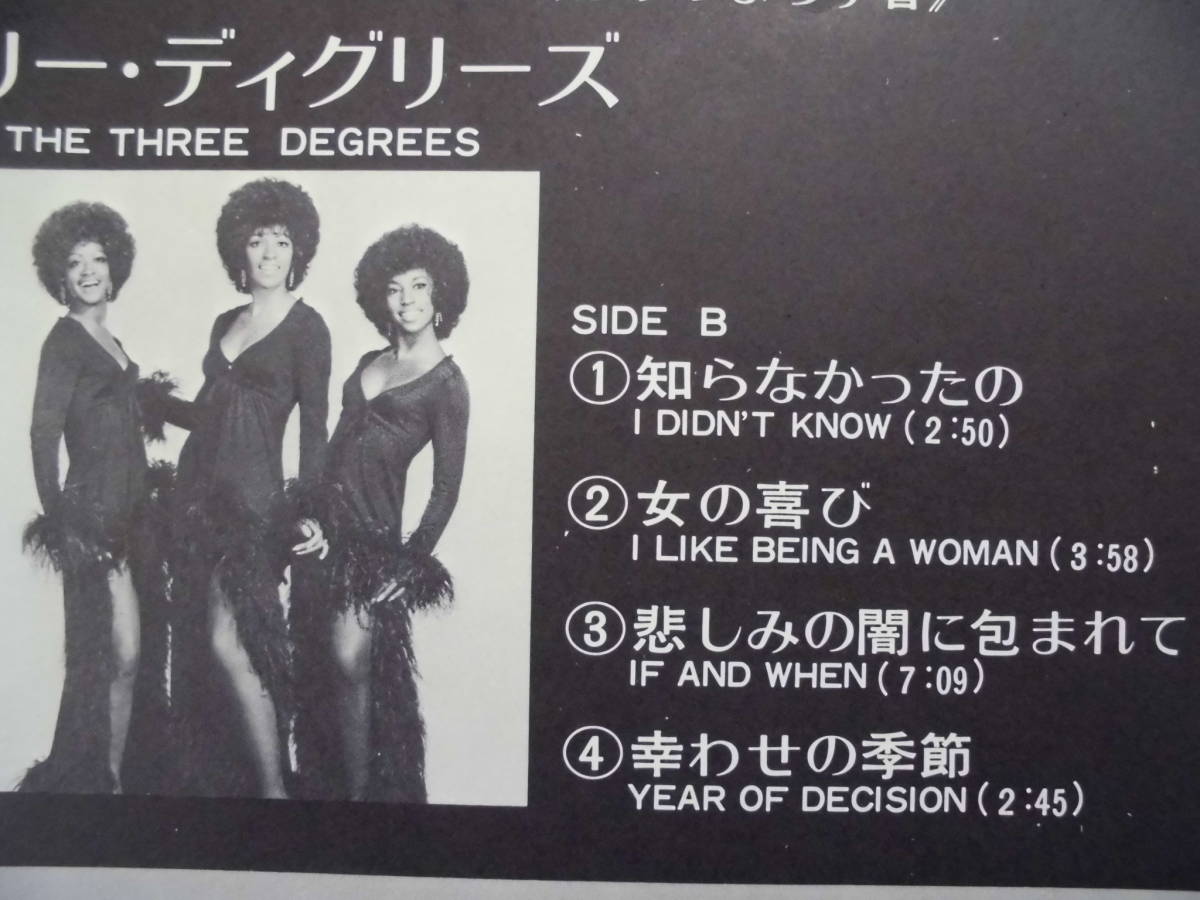 リー・ディグリーズ
THE THREE DEGREES
SIDE B
①知らなかったの
I DIDN'T KNOW (2:50)
②女の喜び
I LIKE BEING A WOMAN (3:58)
③悲しみの闇に包まれて
IF AND WHEN (7:09)
④幸わせの季節
YEAR OF DECISION (2:45)